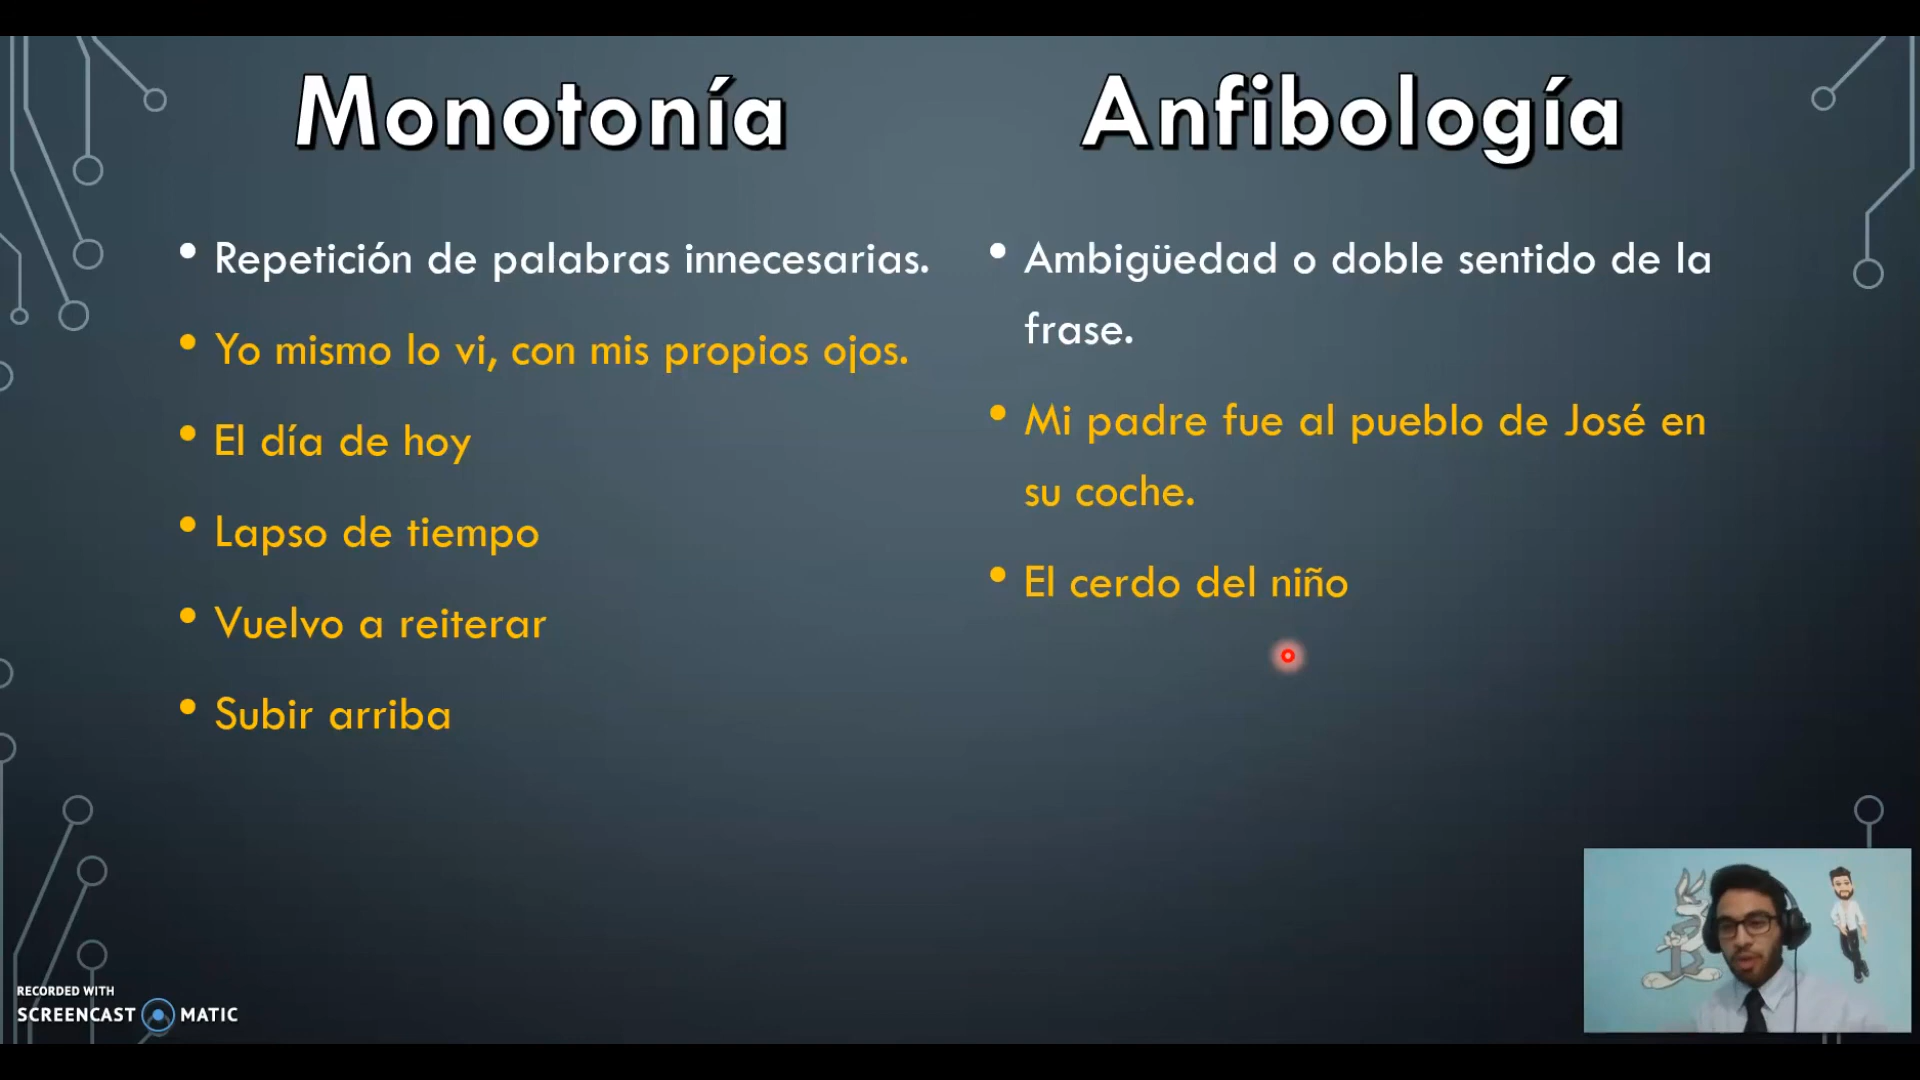 Monotonía
• Repetición de palabras innecesarias.
• Yo mismo lo vi, con mis propios ojos.
• El día de hoy
• Lapso de tiempo
• Vuelvo a reiterar
• Subir arriba
Anfibología
• Ambigüedad o doble sentido de la
frase.
• Mi padre fue al pueblo de José en
su coche.
• El cerdo del niño
RECORDED WITH
SCREENCAST MATIC